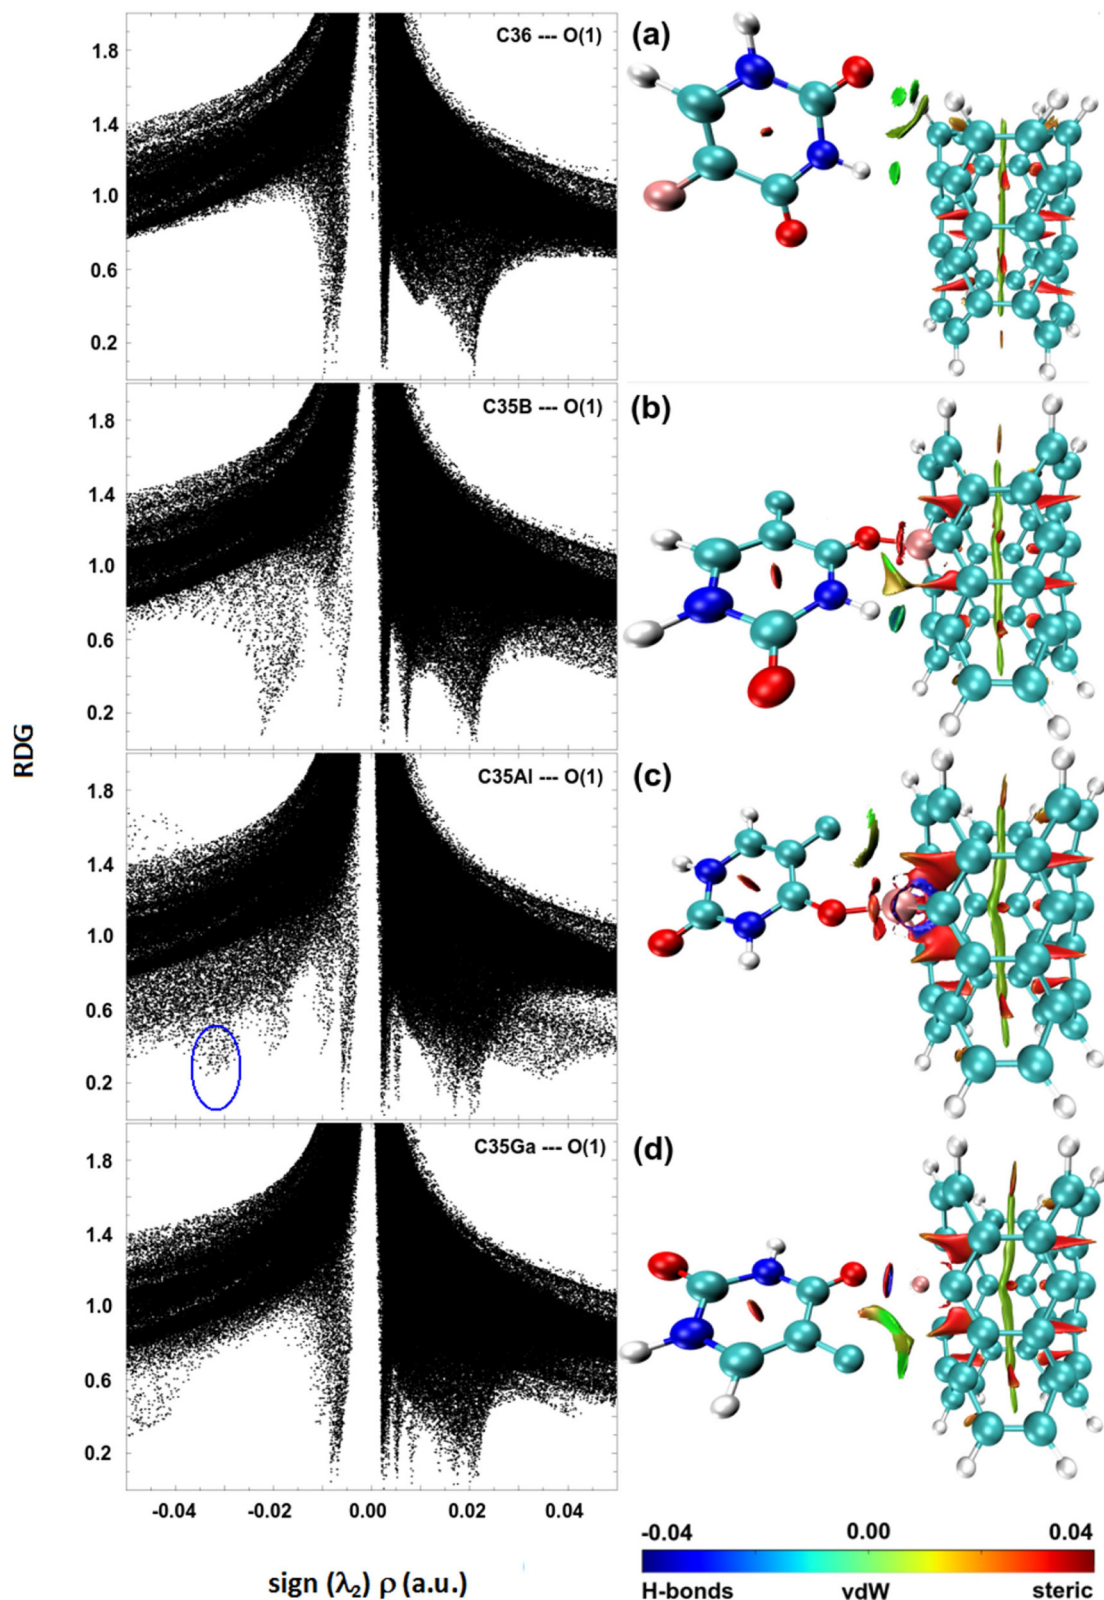 C36 --- O(1)
(a)
1.8
1.4
1.0
0.6
0.2
C35B --- O(1)
(b)
1.8
1.4
1.0
0.6
0.2
RDG
C35Al --- O(1)
(c)
1.8
1.4
1.0
0.6
0.2
C35Ga --- O(1)
(d)
1.8
1.4
1.0
0.6
0.2
-0.04 -0.02 0.00 0.02 0.04
sign (λ₂) ρ (a.u.)
-0.04 0.00 0.04
H-bonds vdW steric